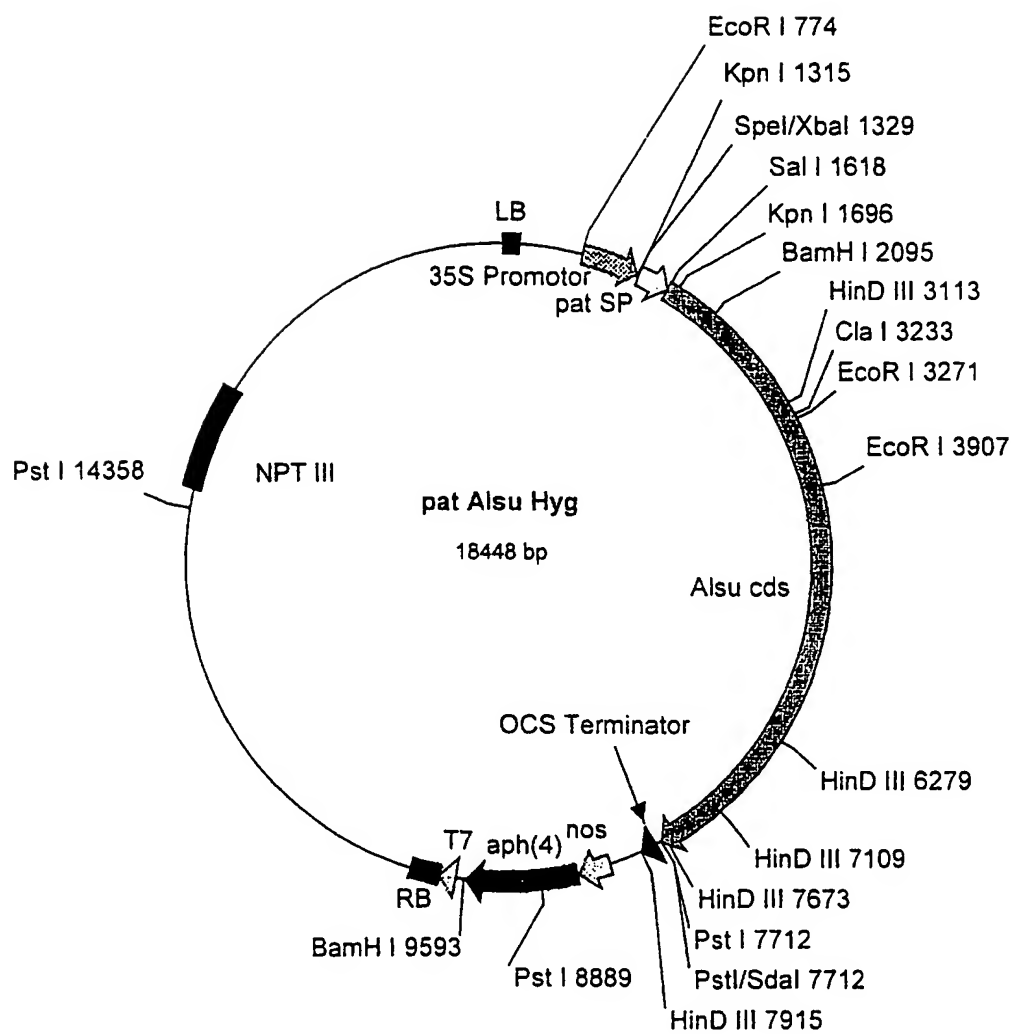 EcoR I 774
Kpn I 1315
SpeI/XbaI 1329
Sal I 1618
Kpn I 1696
BamH I 2095
HinD III 3113
Cla I 3233
EcoR I 3271
EcoR I 3907
LB
35S Promotor
pat SP
NPT III
Pst I 14358
pat Alsu Hyg
18448 bp
Alsu cds
OCS Terminator
HinD III 6279
HinD III 7109
HinD III 7673
Pst I 7712
PstI/SdaI 7712
HinD III 7915
nos
aph(4)
T7
RB
BamH I 9593
Pst I 8889